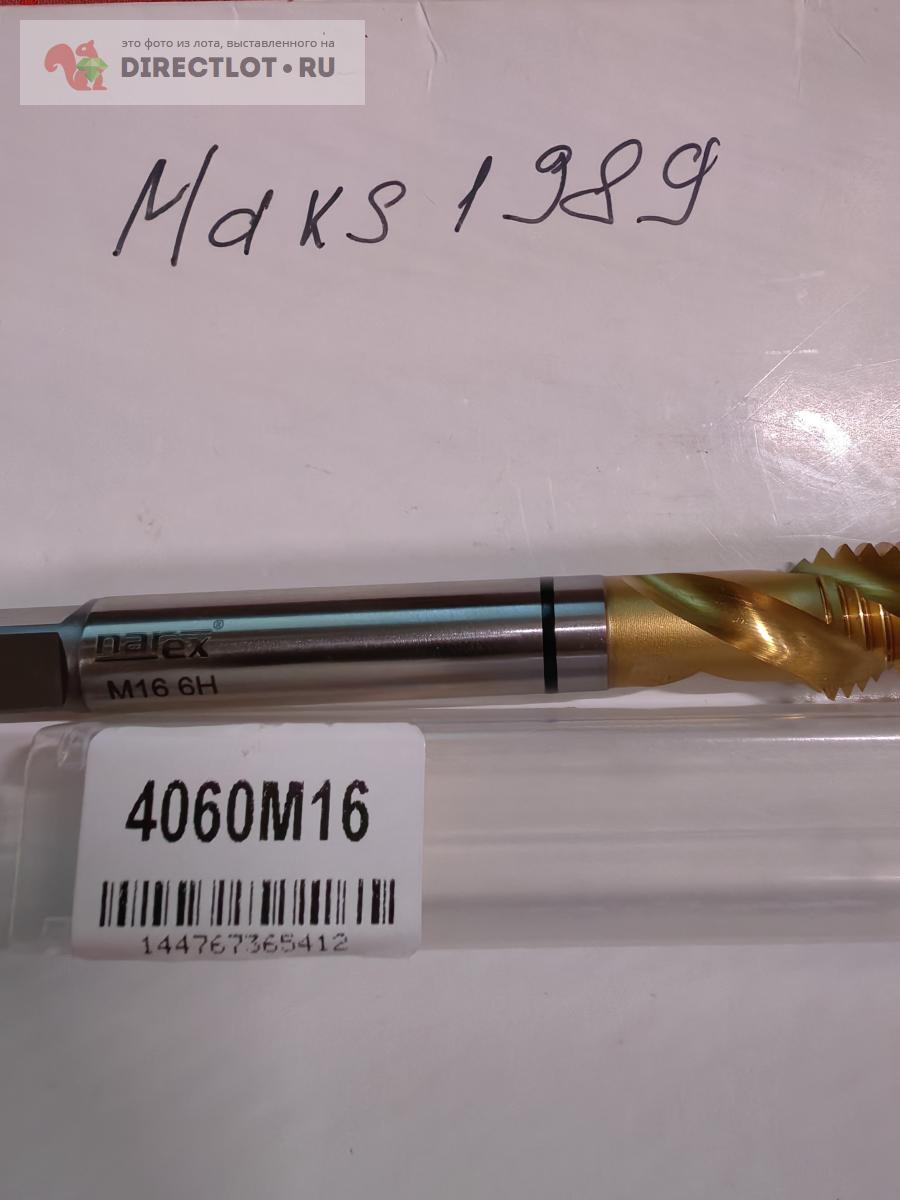 это фото из лота, выставленного на
DIRECTLOT•RU
Maks 1989
narex®
M16 6H
4060M16
144767365412